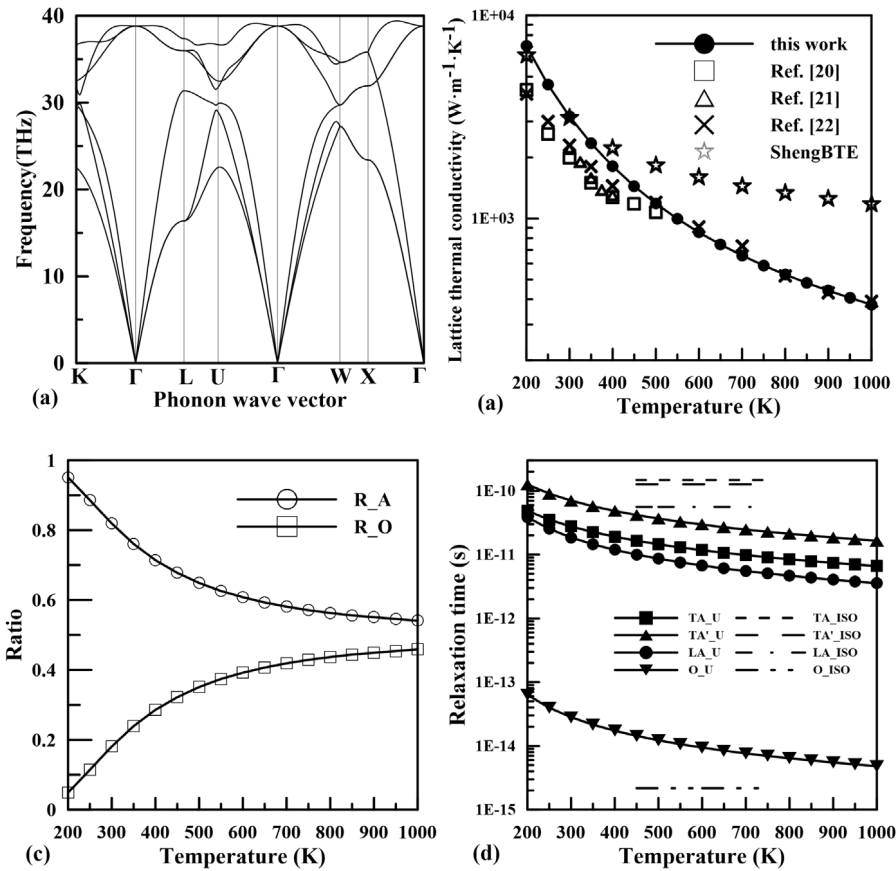 40
30
20
10
0
Frequency(THz)
K Γ L U Γ W X Γ
(a) Phonon wave vector
1E+04
1E+03
Lattice thermal conductivity (W·m⁻¹·K⁻¹)
this work
Ref. [20]
Ref. [21]
Ref. [22]
ShengBTE
200 300 400 500 600 700 800 900 1000
(a) Temperature (K)
1
0.8
0.6
0.4
0.2
0
Ratio
R_A
R_O
200 300 400 500 600 700 800 900 1000
(c) Temperature (K)
1E-10
1E-11
1E-12
1E-13
1E-14
1E-15
Relaxation time (s)
TA_U TA_ISO
TA'_U TA'_ISO
LA_U LA_ISO
O_U O_ISO
200 300 400 500 600 700 800 900 1000
(d) Temperature (K)